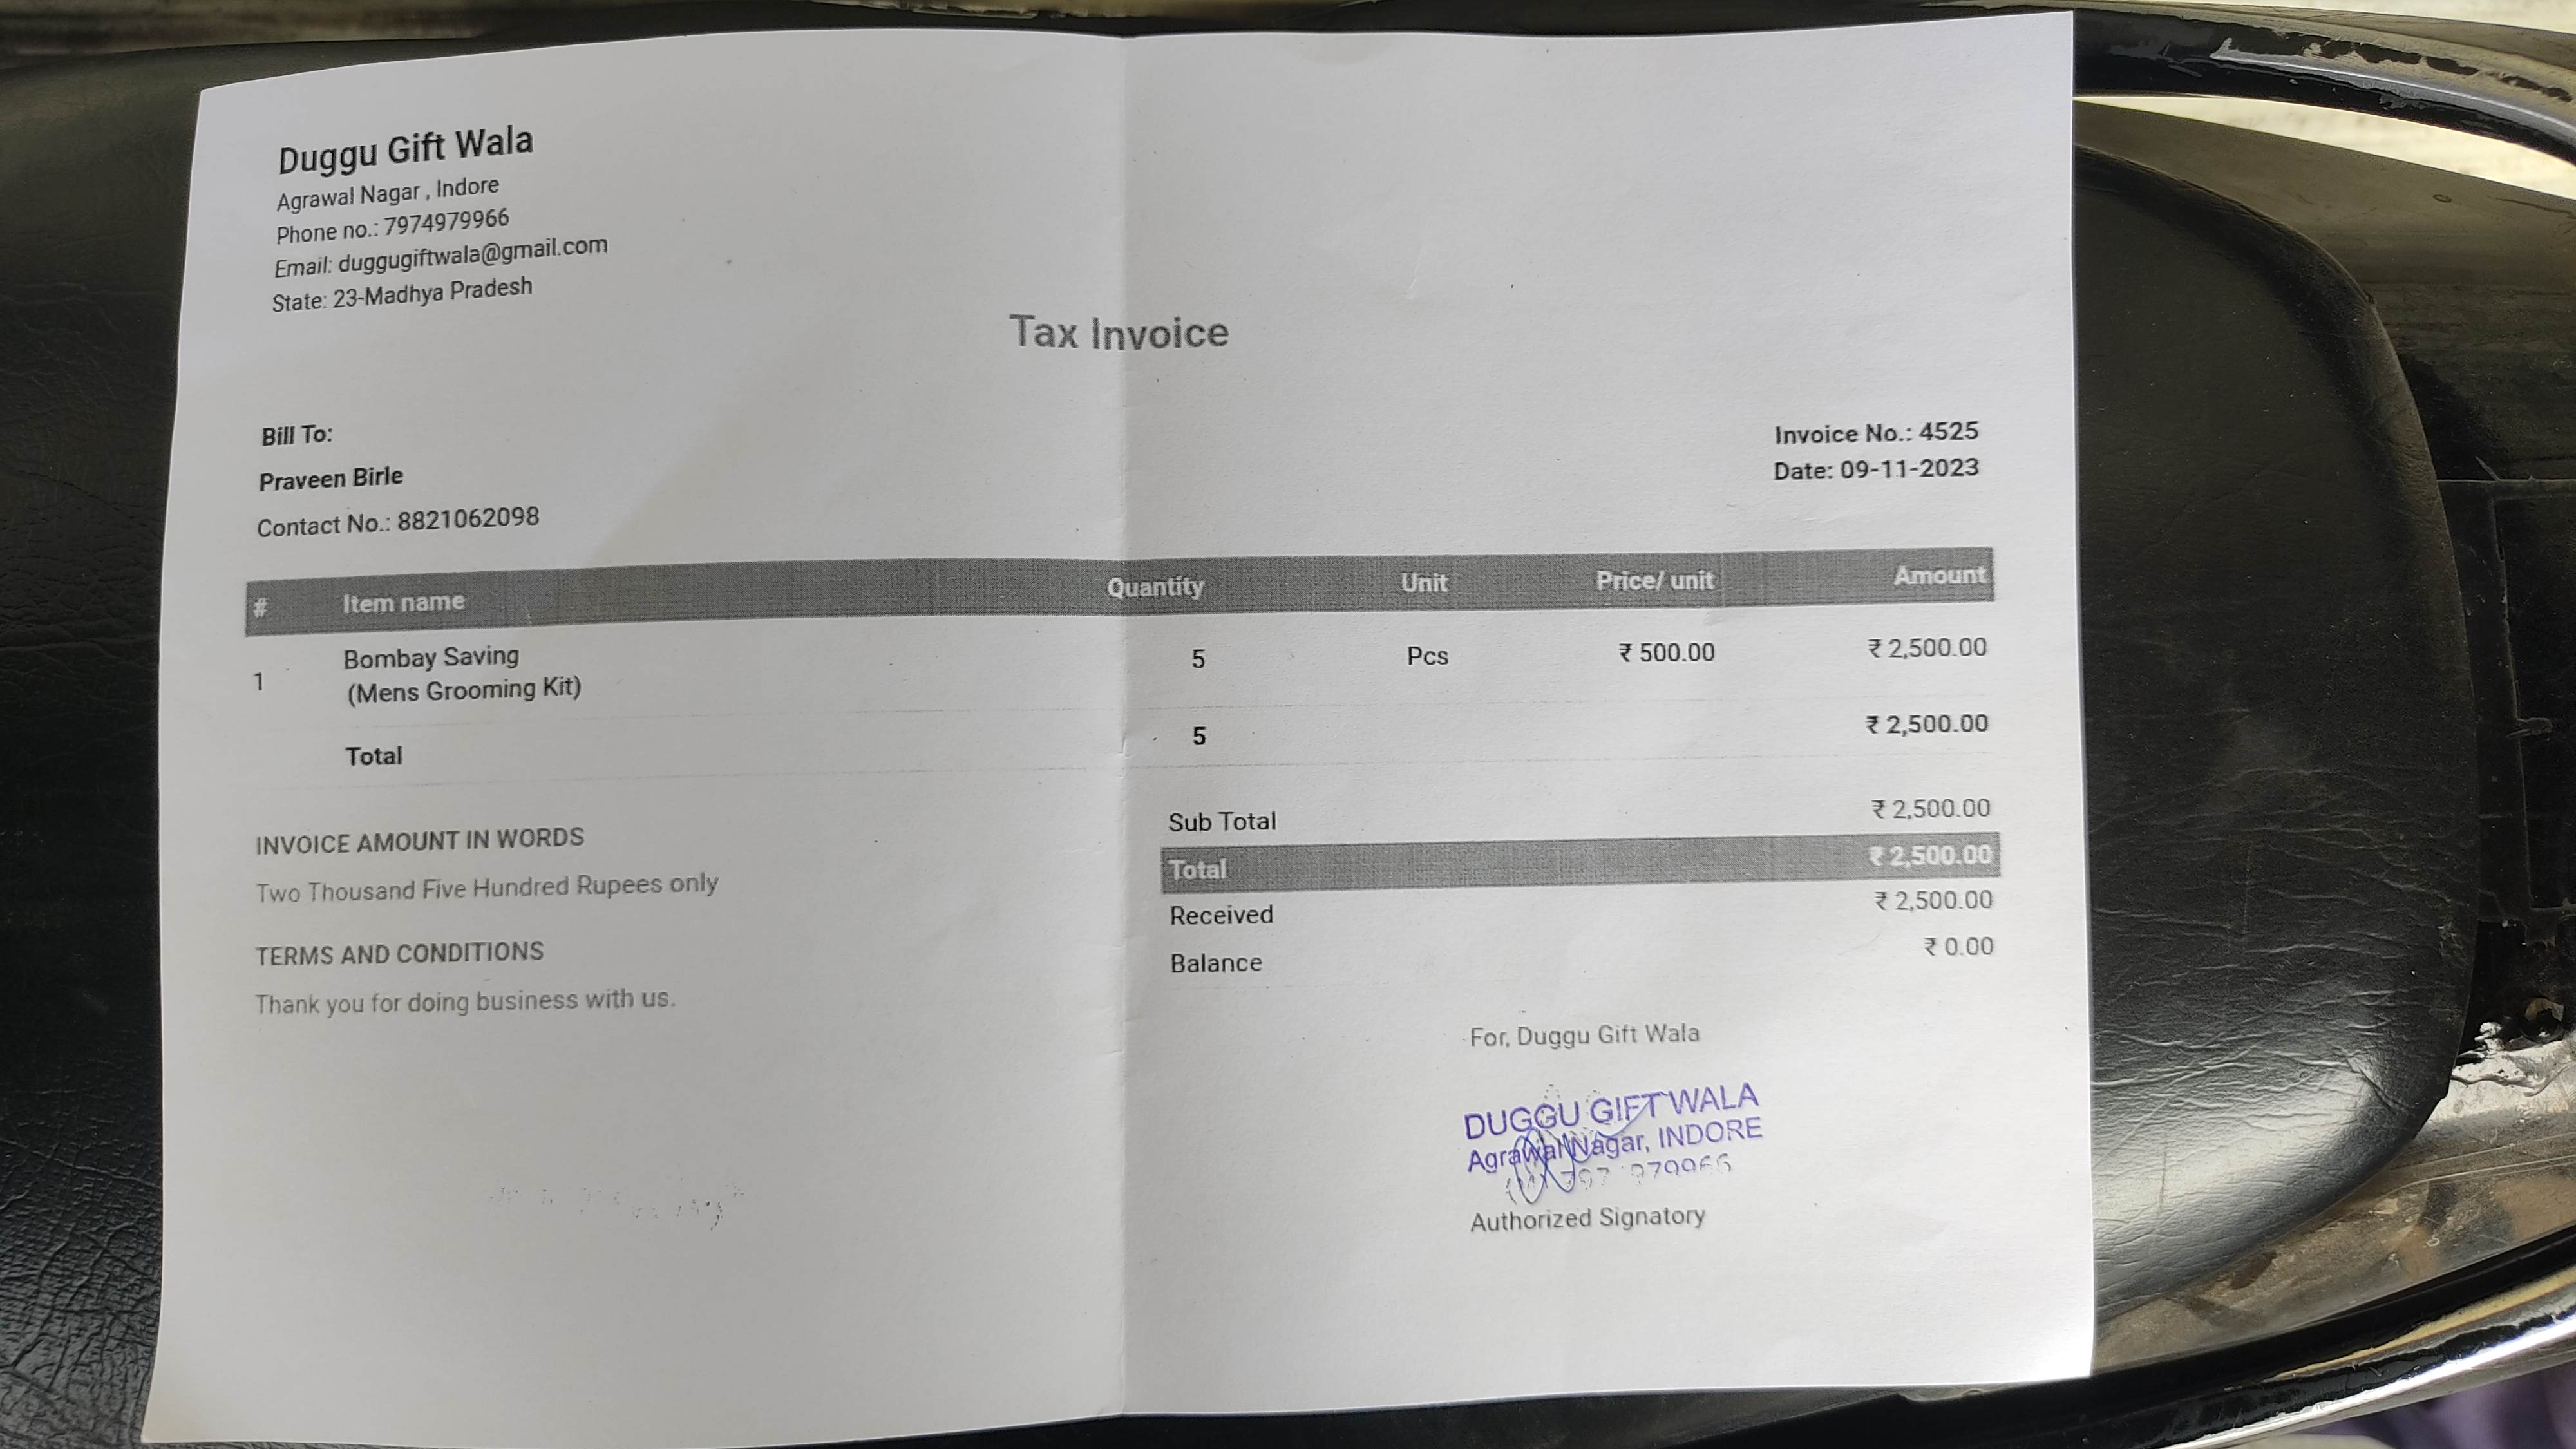 Duggu Gift Wala
Agrawal Nagar , Indore
Phone no.: 7974979966
Email: duggugiftwala@gmail.com
State: 23-Madhya Pradesh
Tax Invoice
Bill To:
Praveen Birle
Contact No.: 8821062098
Invoice No.: 4525
Date: 09-11-2023
# Item name Quantity Unit Price/ unit Amount
1 Bombay Saving 5 Pcs ₹ 500.00 ₹ 2,500.00
(Mens Grooming Kit)
Total 5 ₹ 2,500.00
INVOICE AMOUNT IN WORDS
Two Thousand Five Hundred Rupees only
TERMS AND CONDITIONS
Thank you for doing business with us.
Sub Total ₹ 2,500.00
Total ₹ 2,500.00
Received ₹ 2,500.00
Balance ₹ 0.00
For, Duggu Gift Wala
DUGGU GIFT WALA
Agrawal Nagar, INDORE
Authorized Signatory